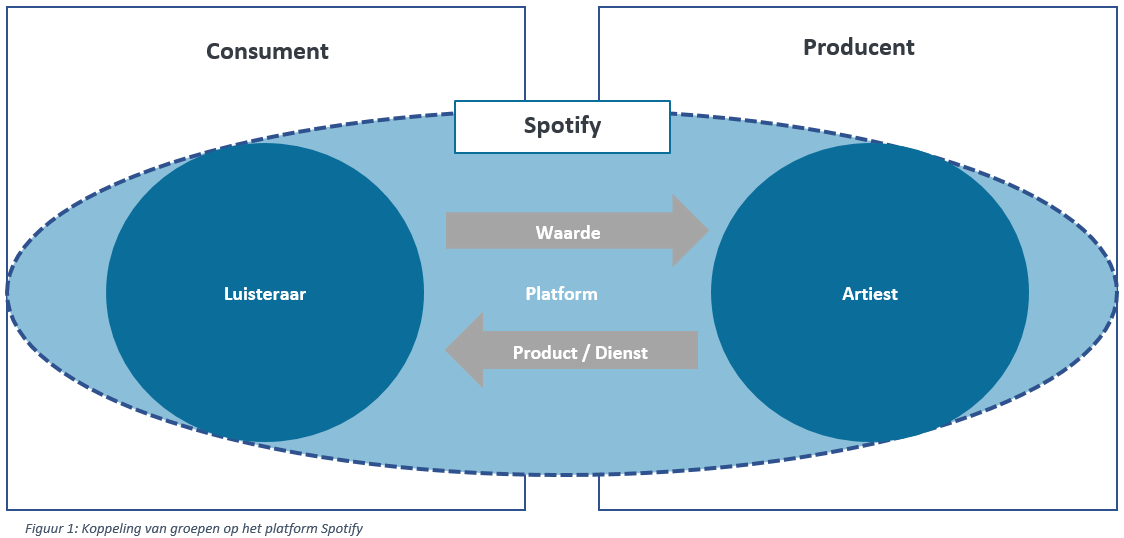 Consument
Producent
Spotify
Waarde
Luisteraar
Platform
Artiest
Product / Dienst
Figuur 1: Koppeling van groepen op het platform Spotify